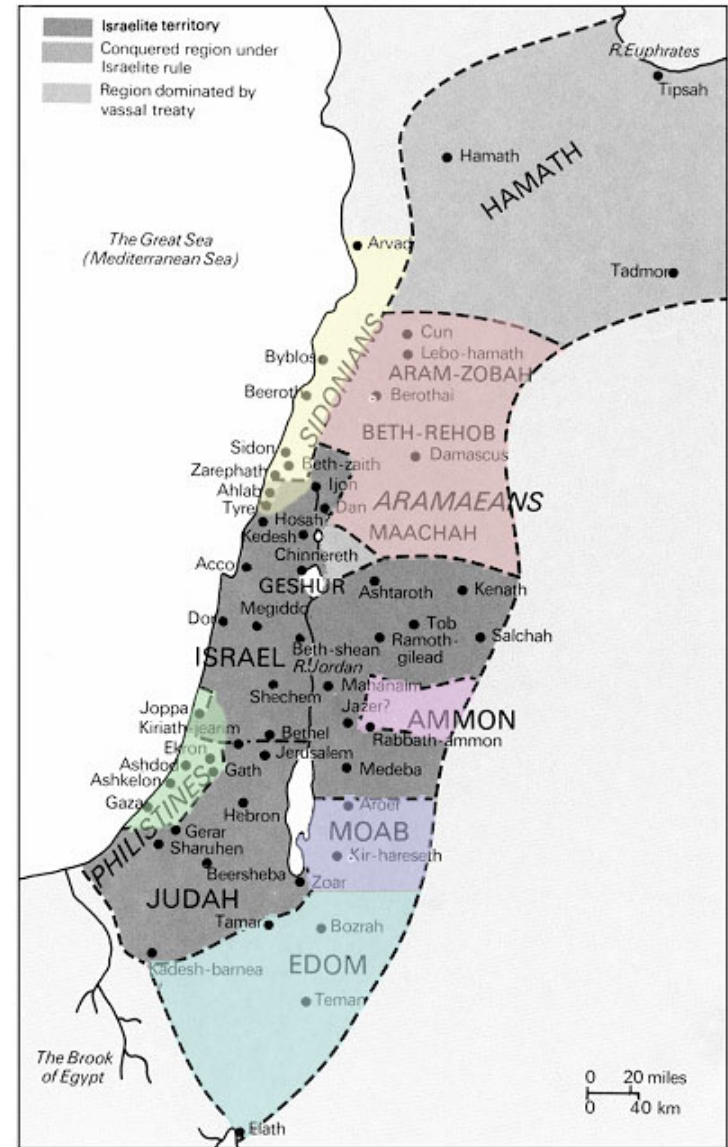 Israelite territory
Conquered region under
Israelite rule
Region dominated by
vassal treaty
R.Euphrates
Tipsah
Hamath
HAMATH
The Great Sea
(Mediterranean Sea)
Arvad
Tadmor
Cun
Lebo-hamath
Byblos
ARAM-ZOBAH
Beeroth
Berothai
SIDONIANS
BETH-REHOB
Sidon
Damascus
Beth-zaith
Zarephath
Ijon
Ahlab
ARAMAEANS
Tyre
Dan
Hosah
Kedesh
MAACHAH
Chinnereth
Acco
GESHUR
Ashtaroth
Kenath
Megiddo
Dor
Tob
Ramoth-
gilead
Salchah
Beth-shean
ISRAEL
R.Jordan
Shechem
Mahanaim
Joppa
Jazer?
AMMON
Kiriath-jearim
Bethel
Rabbath-ammon
Ekron
Jerusalem
Ashdod
Gath
Medeba
Ashkelon
Gaza
Hebron
Aroer
PHILISTINES
MOAB
Gerar
Sharuhen
Kir-hareseth
Beersheba
Zoar
JUDAH
Tamar
Bozrah
Kadesh-barnea
EDOM
Teman
The Brook
of Egypt
0 20 miles
0 40 km
Elath